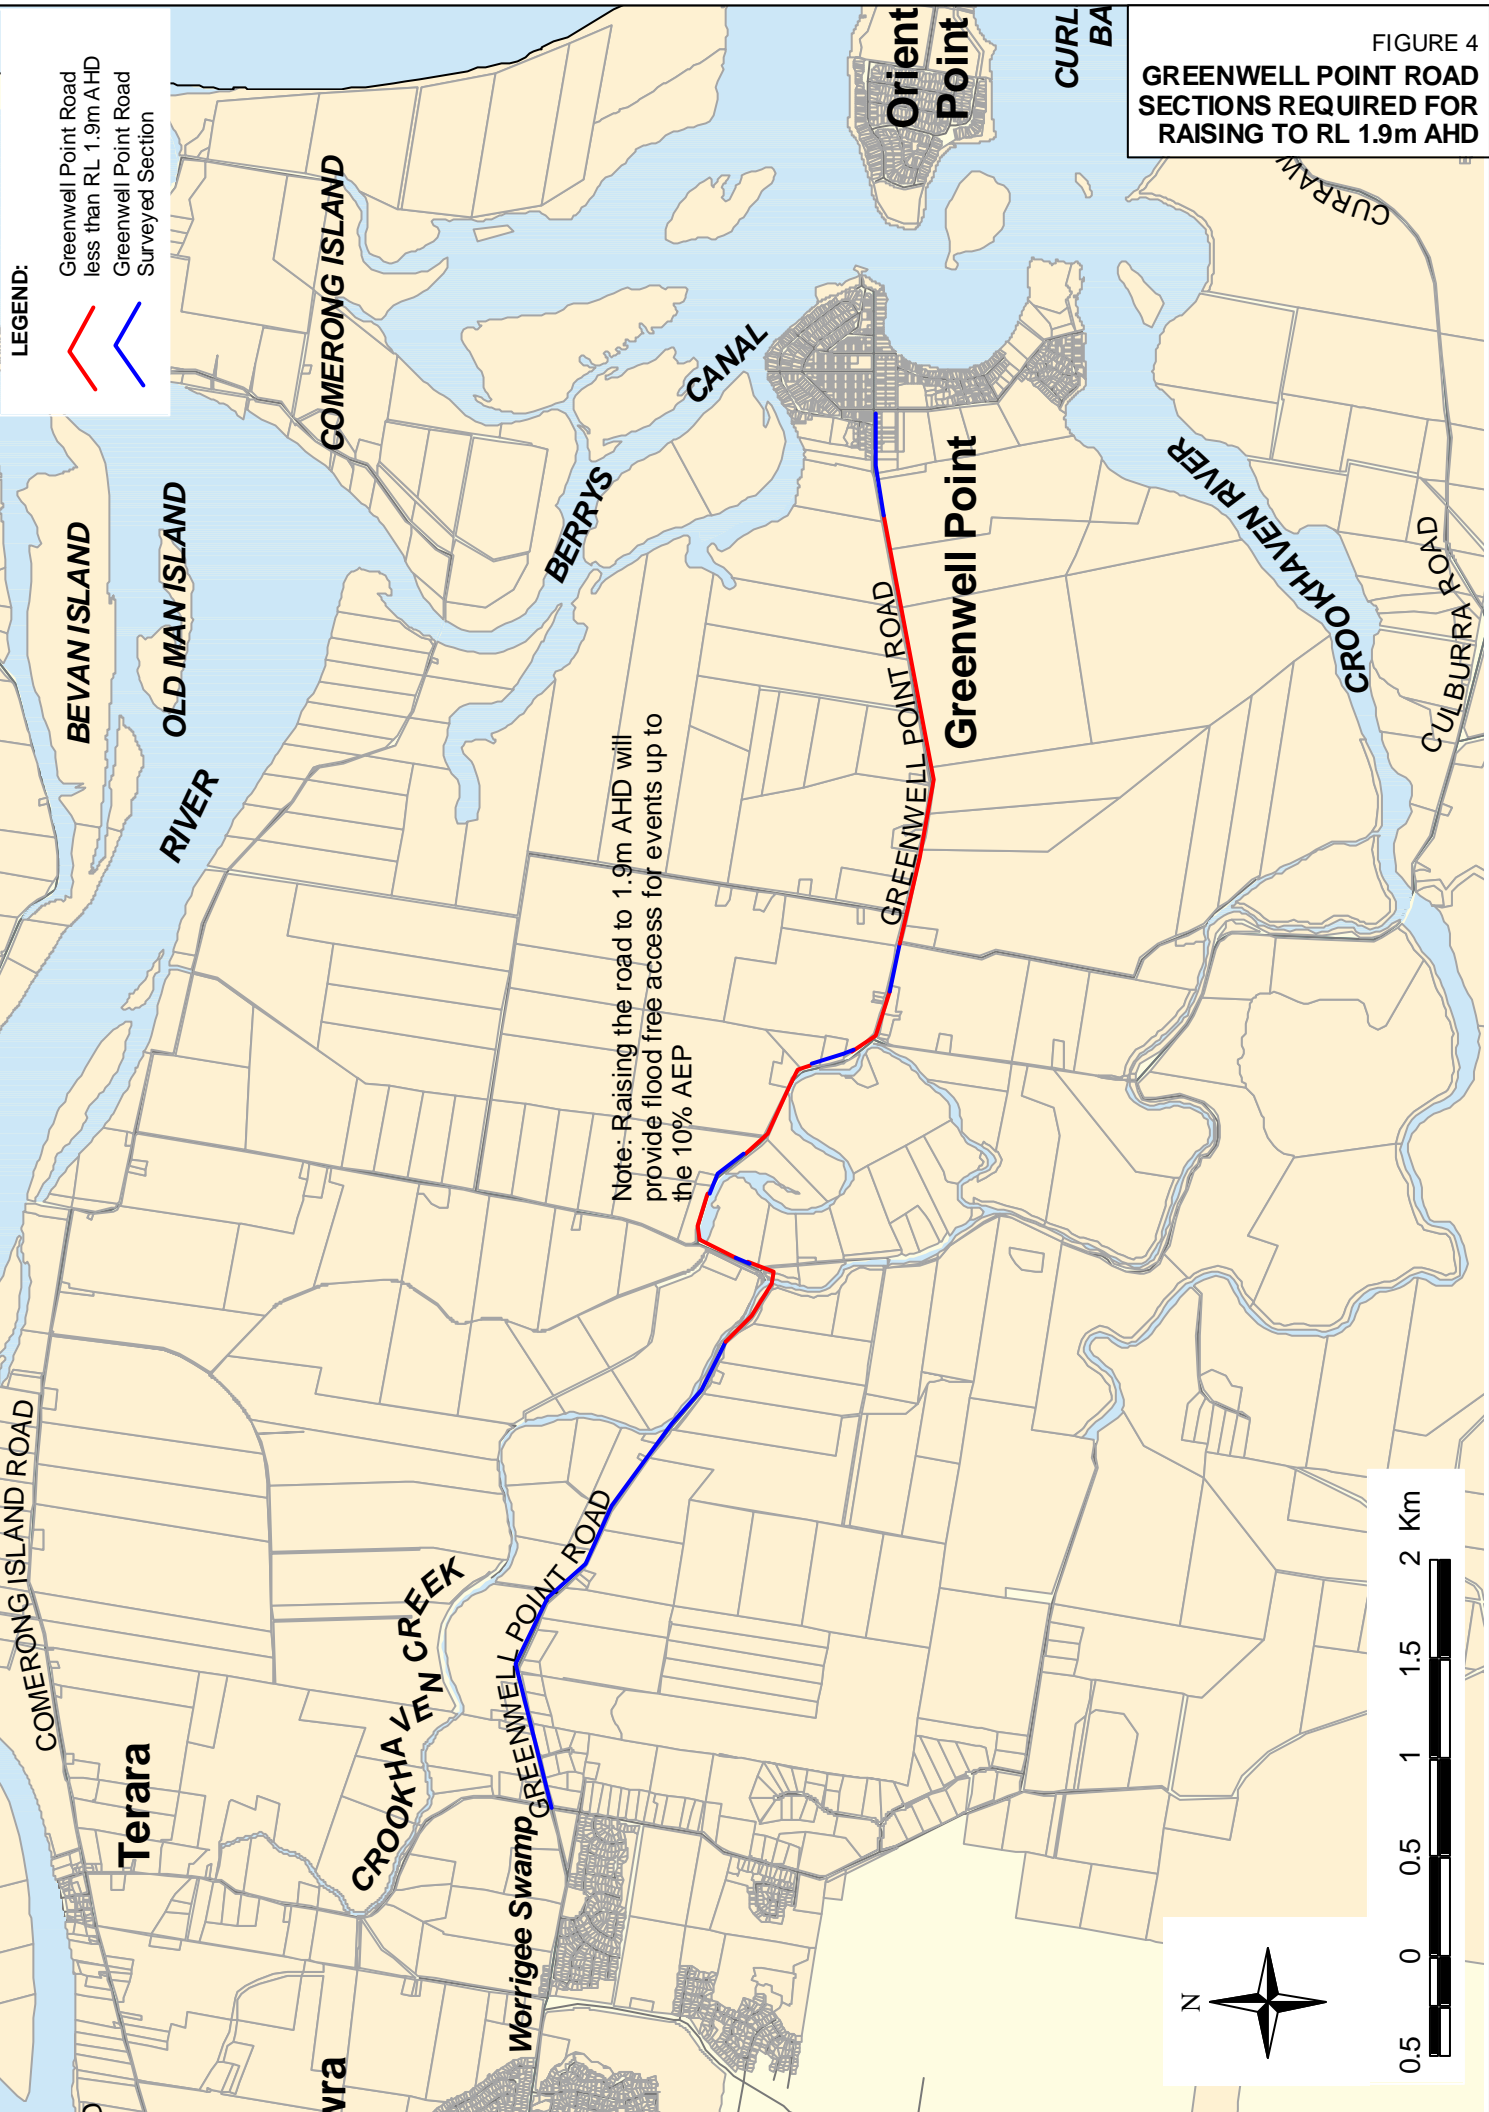 FIGURE 4
GREENWELL POINT ROAD
SECTIONS REQUIRED FOR
RAISING TO RL 1.9m AHD
LEGEND:
Greenwell Point Road
less than RL 1.9m AHD
Greenwell Point Road
Surveyed Section
BEVAN ISLAND
OLD MAN ISLAND
RIVER
COMERONG ISLAND
BERRYS
CANAL
Orient
Point
CURL
BA
CURRAW
Greenwell Point
GREENWELL POINT ROAD
CROOKHAVEN RIVER
CULBURRA ROAD
Note: Raising the road to 1.9m AHD will
provide flood free access for events up to
the 10% AEP
COMERONG ISLAND ROAD
Terara
CROOKHAVEN CREEK
GREENWELL POINT ROAD
Worrigee Swamp
wra
D
N
0.5 0 0.5 1 1.5 2 Km